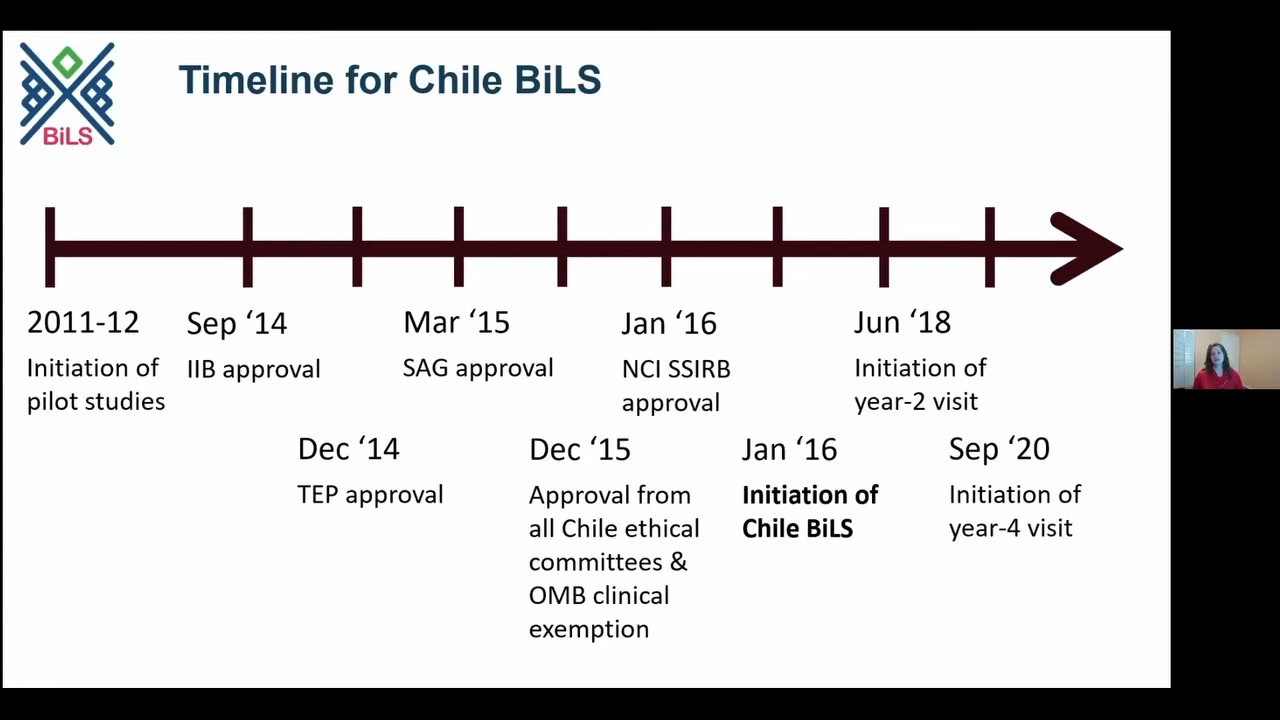 BiLS
Timeline for Chile BiLS
2011-12
Initiation of
pilot studies
Sep ‘14
IIB approval
Dec ‘14
TEP approval
Mar ‘15
SAG approval
Dec ‘15
Approval from
all Chile ethical
committees &
OMB clinical
exemption
Jan ‘16
NCI SSIRB
approval
Jan ‘16
Initiation of
Chile BiLS
Jun ‘18
Initiation of
year-2 visit
Sep ‘20
Initiation of
year-4 visit